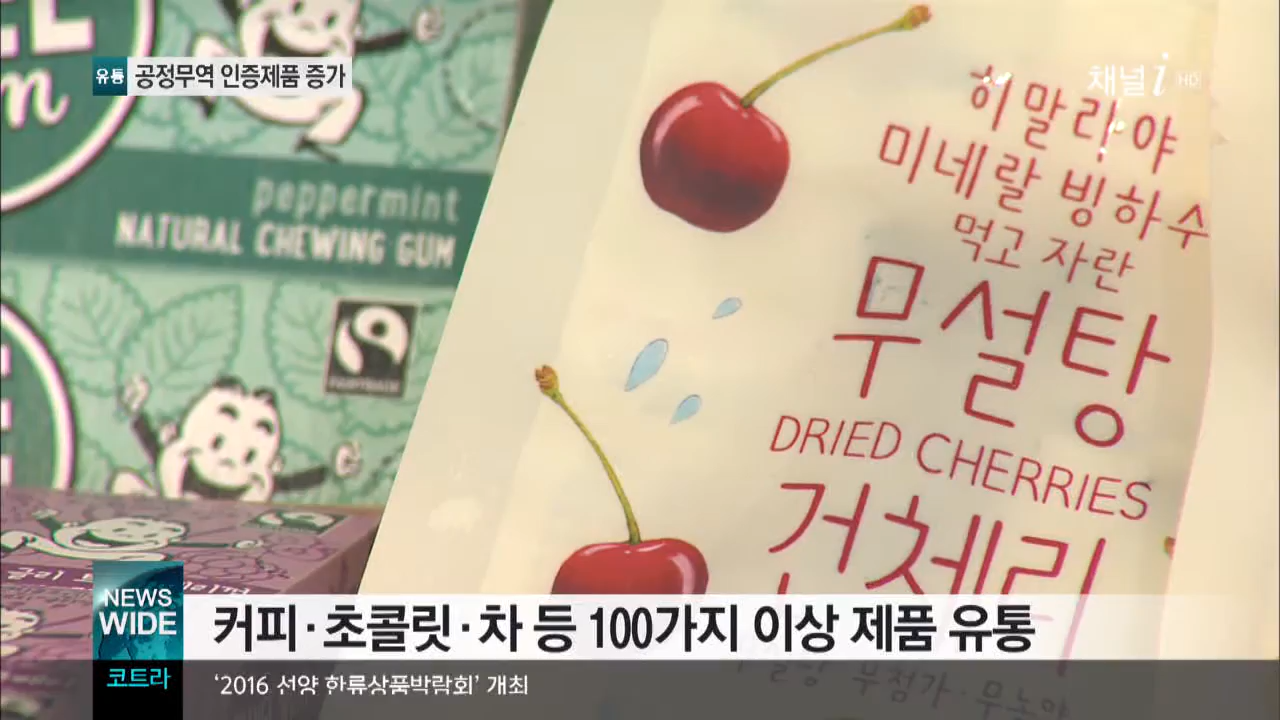 유통 공정무역 인증제품 증가
채널i HD
peppermint
NATURAL CHEWING GUM
FAIRTRADE
히말라야
미네랄 빙하수
먹고 자란
무설탕
DRIED CHERRIES
건체리
NEWS
WIDE
커피·초콜릿·차 등 100가지 이상 제품 유통
코트라
‘2016 선양 한류상품박람회’ 개최